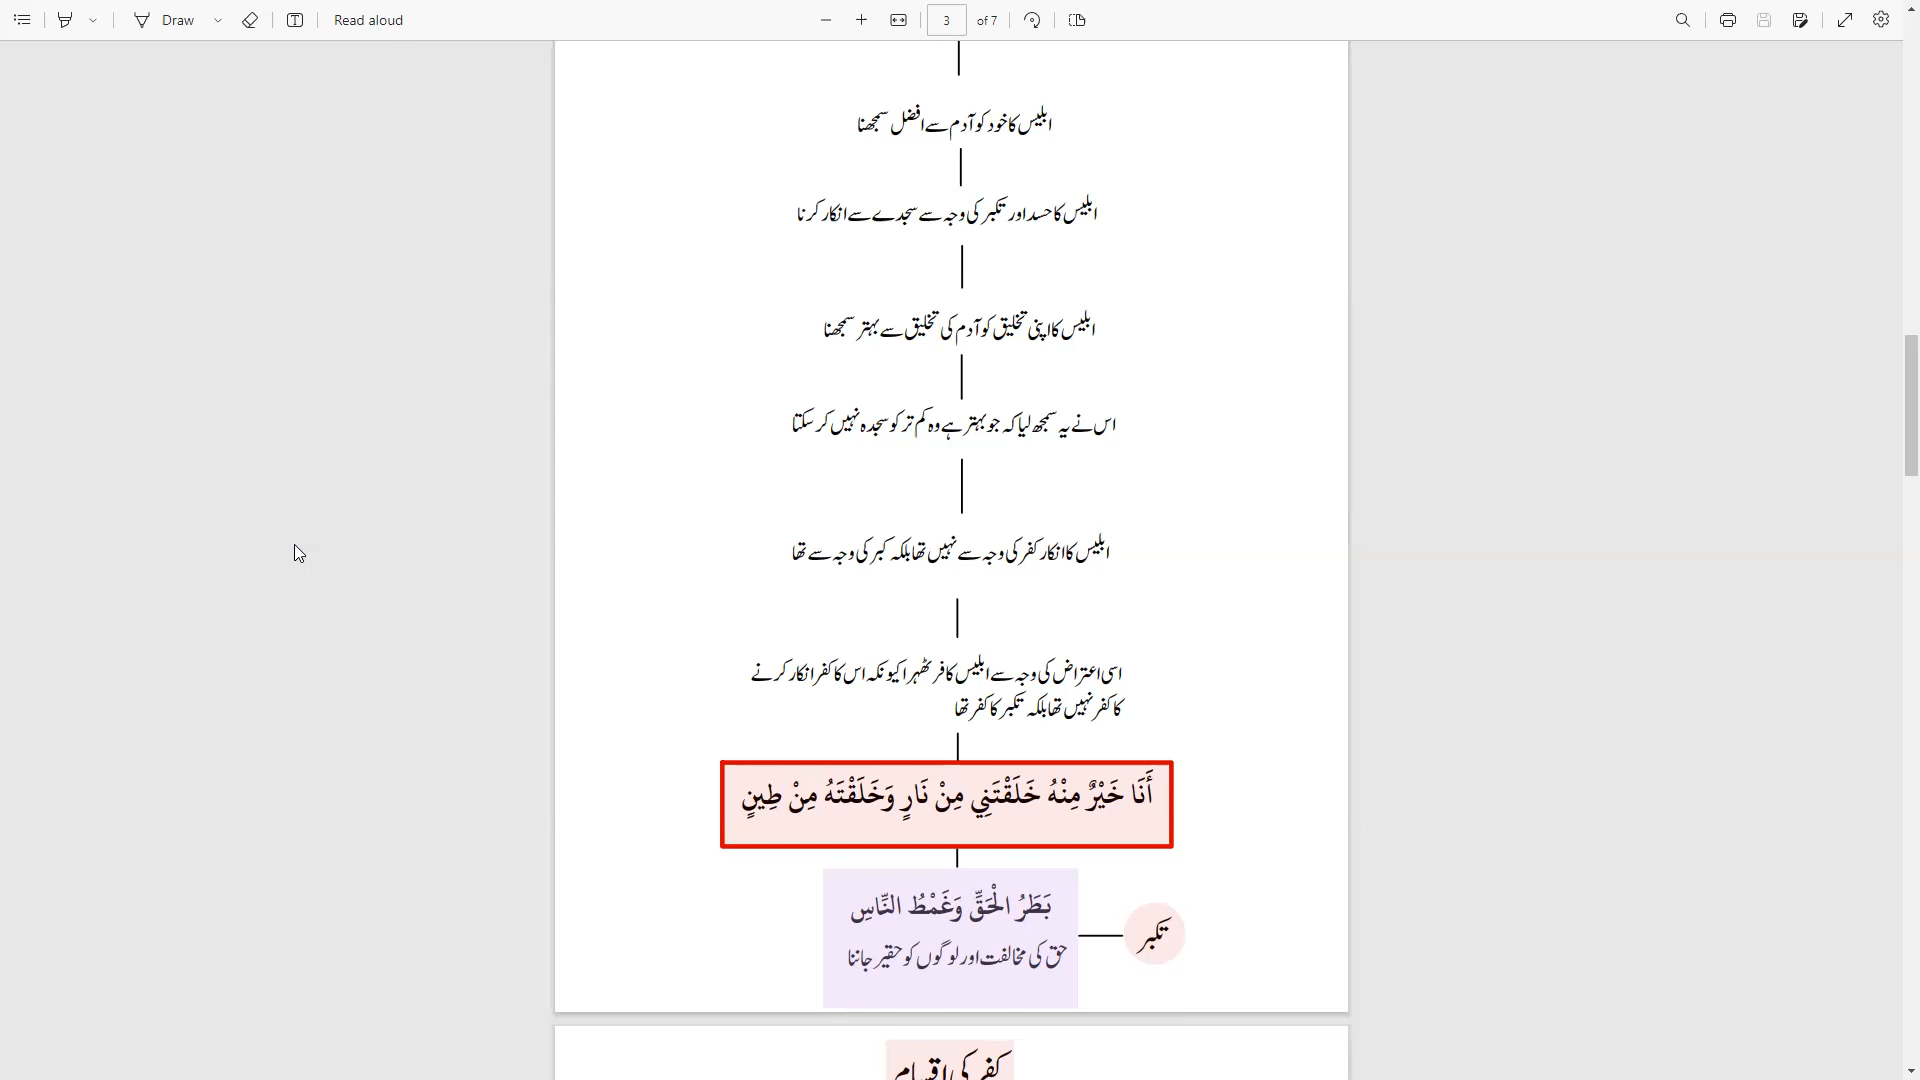 Draw
Read aloud
3
of 7
ابلیس کا خود کو آدم سے افضل سمجھنا
ابلیس کا حسد اور تکبر کی وجہ سے سجدے سے انکار کرنا
ابلیس کا اپنی تخلیق کو آدم کی تخلیق سے بہتر سمجھنا
اس نے یہ سمجھ لیا کہ جو بہتر ہے وہ کم تر کو سجدہ نہیں کر سکتا
ابلیس کا انکار کفر کی وجہ سے نہیں تھا بلکہ کبر کی وجہ سے تھا
اسی اعتراض کی وجہ سے ابلیس کافر ٹھہرا کیونکہ اس کا کفر انکار کرنے
کا کفر نہیں تھا بلکہ تکبر کا کفر تھا
أَنَا خَيْرٌ مِنْهُ خَلَقْتَنِي مِنْ نَارٍ وَخَلَقْتَهُ مِنْ طِينٍ
بَطَرُ الْحَقِّ وَغَمْطُ النَّاسِ
تکبر
حق کی مخالفت اور لوگوں کو حقیر جاننا
کفر کی اقسام